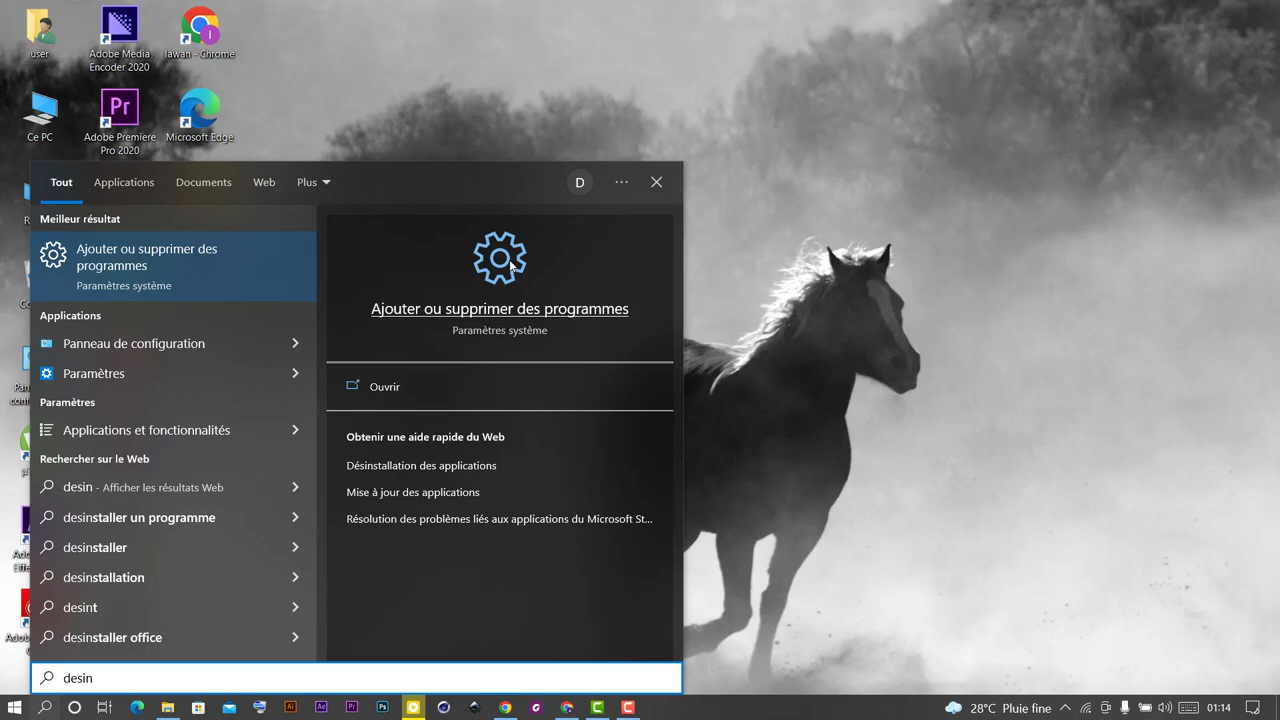 user
Adobe Media
Encoder 2020
lawan - Chrome
Ce PC
Adobe Premiere
Pro 2020
Microsoft Edge
Tout
Applications
Documents
Web
Plus
D
Meilleur résultat
Ajouter ou supprimer des
programmes
Paramètres système
Applications
Panneau de configuration
Paramètres
Paramètres
Applications et fonctionnalités
Rechercher sur le Web
desin - Afficher les résultats Web
desinstaller un programme
desinstaller
desinstallation
desint
desinstaller office
desin
Ajouter ou supprimer des programmes
Paramètres système
Ouvrir
Obtenir une aide rapide du Web
Désinstallation des applications
Mise à jour des applications
Résolution des problèmes liés aux applications du Microsoft St...
28°C Pluie fine
01:14